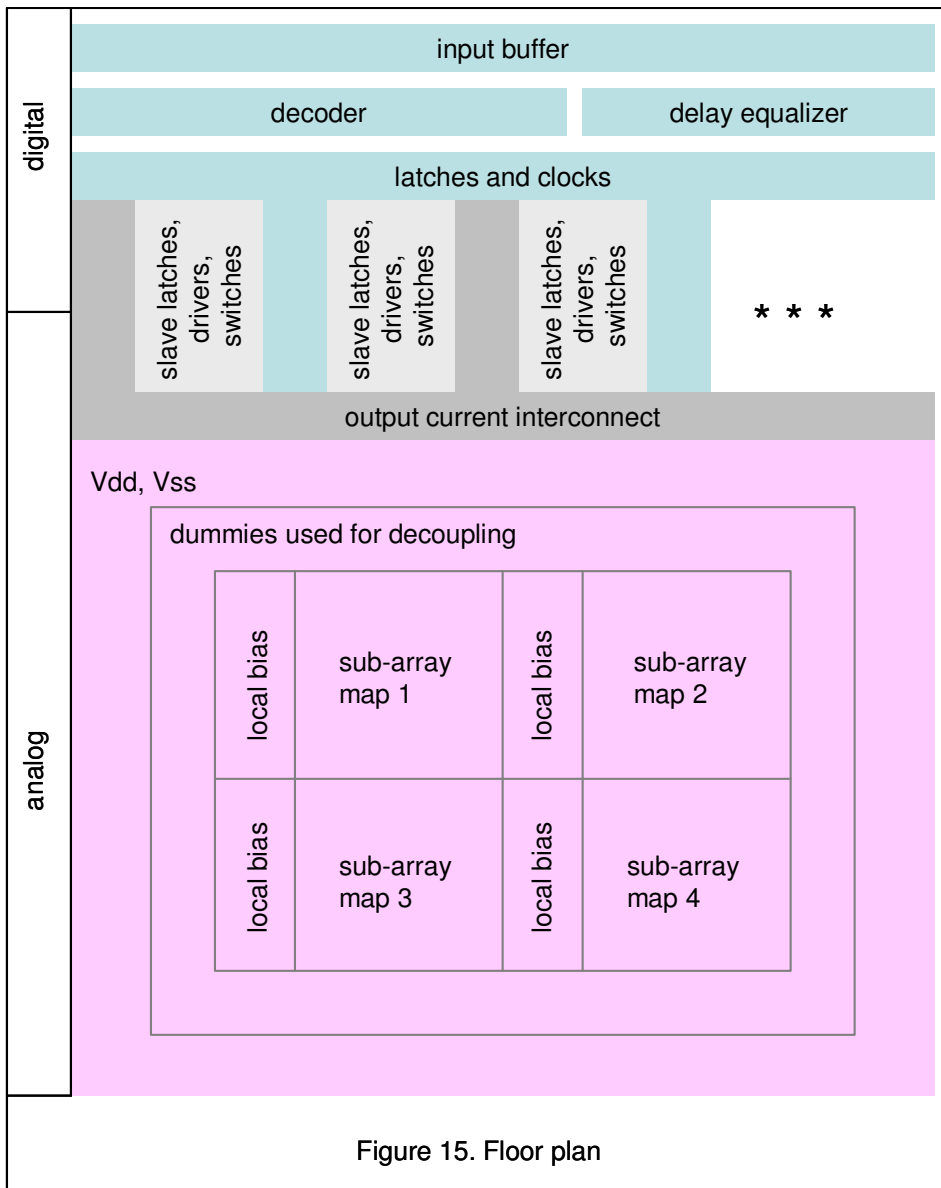 digital
input buffer
decoder
delay equalizer
latches and clocks
slave latches,
drivers,
switches
slave latches,
drivers,
switches
slave latches,
drivers,
switches
* * *
output current interconnect
analog
Vdd, Vss
dummies used for decoupling
local bias
sub-array
map 1
local bias
sub-array
map 2
local bias
sub-array
map 3
local bias
sub-array
map 4
Figure 15. Floor plan